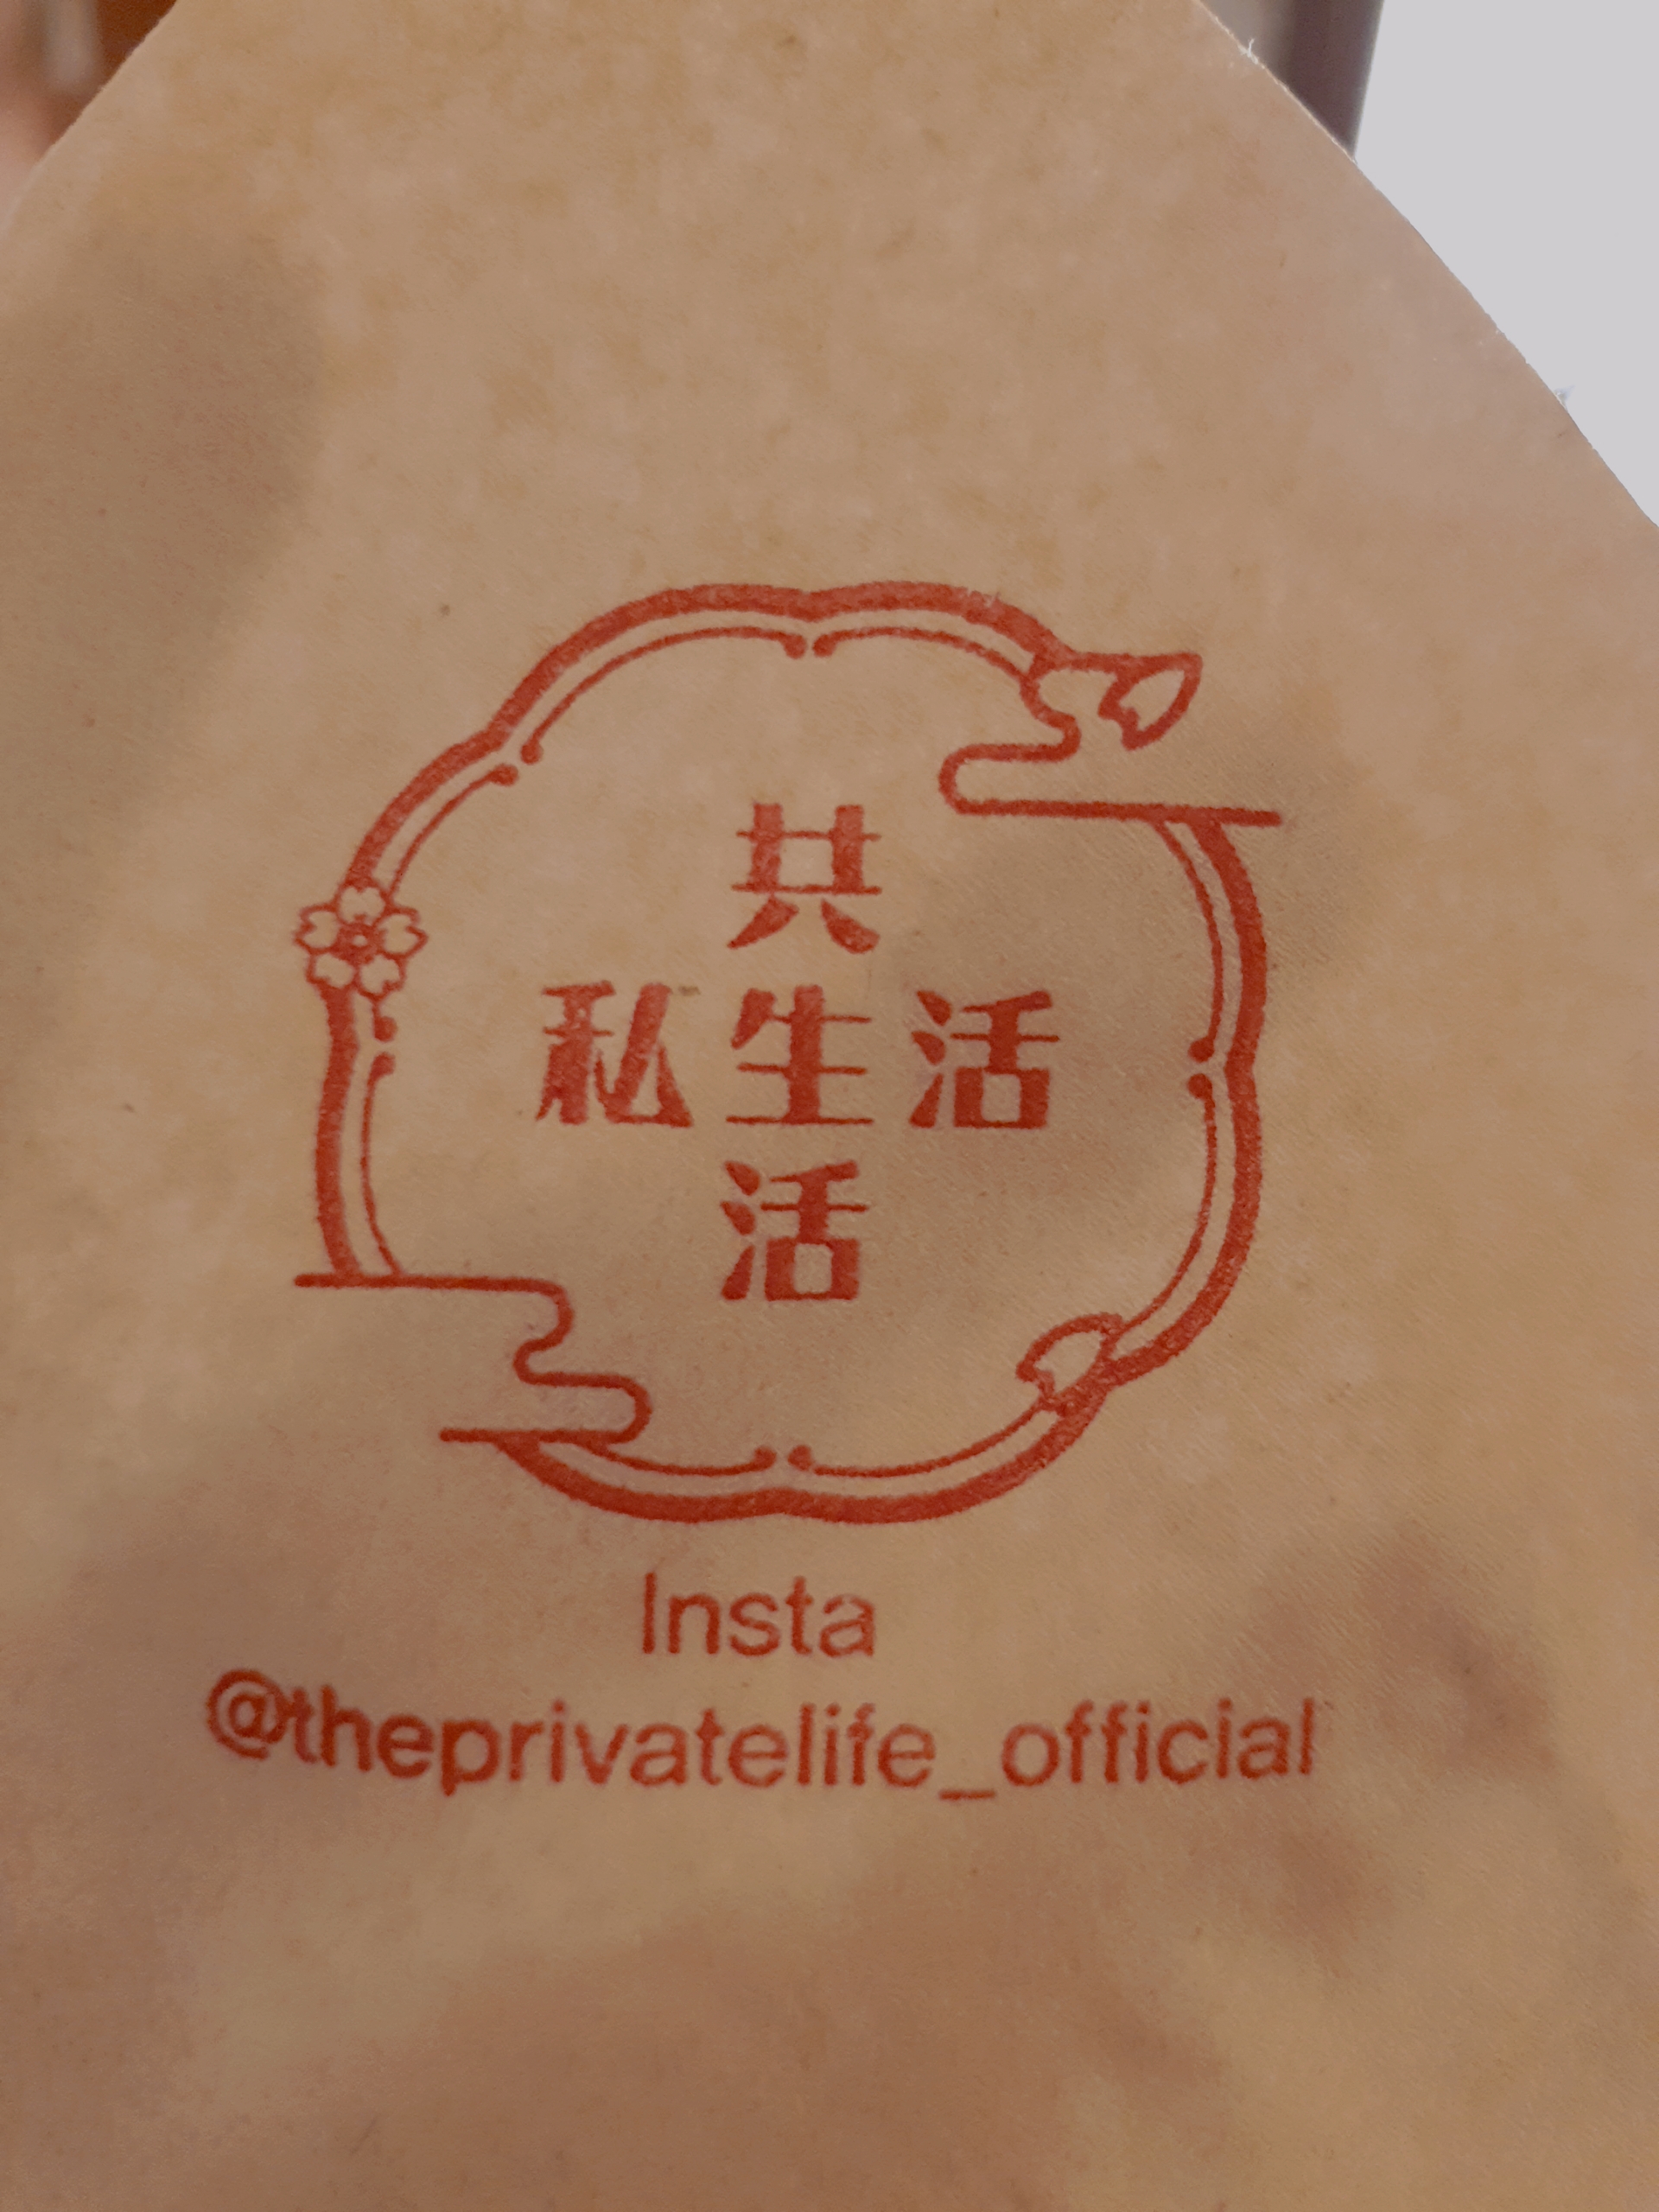 共
私生活
活
Insta
@theprivatelife_official